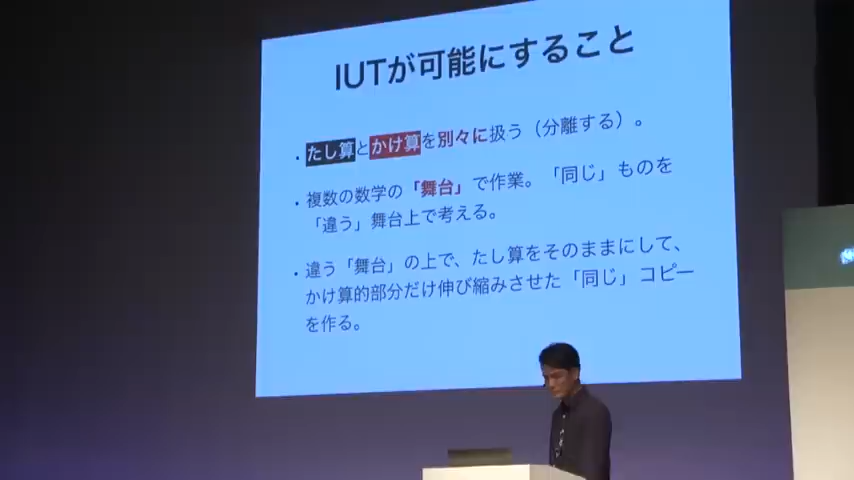 IUTが可能にすること
・たし算とかけ算を別々に扱う（分離する）。
・複数の数学の「舞台」で作業。「同じ」ものを
「違う」舞台上で考える。
・違う「舞台」の上で、たし算をそのままにして、
かけ算的部分だけ伸び縮みさせた「同じ」コピー
を作る。